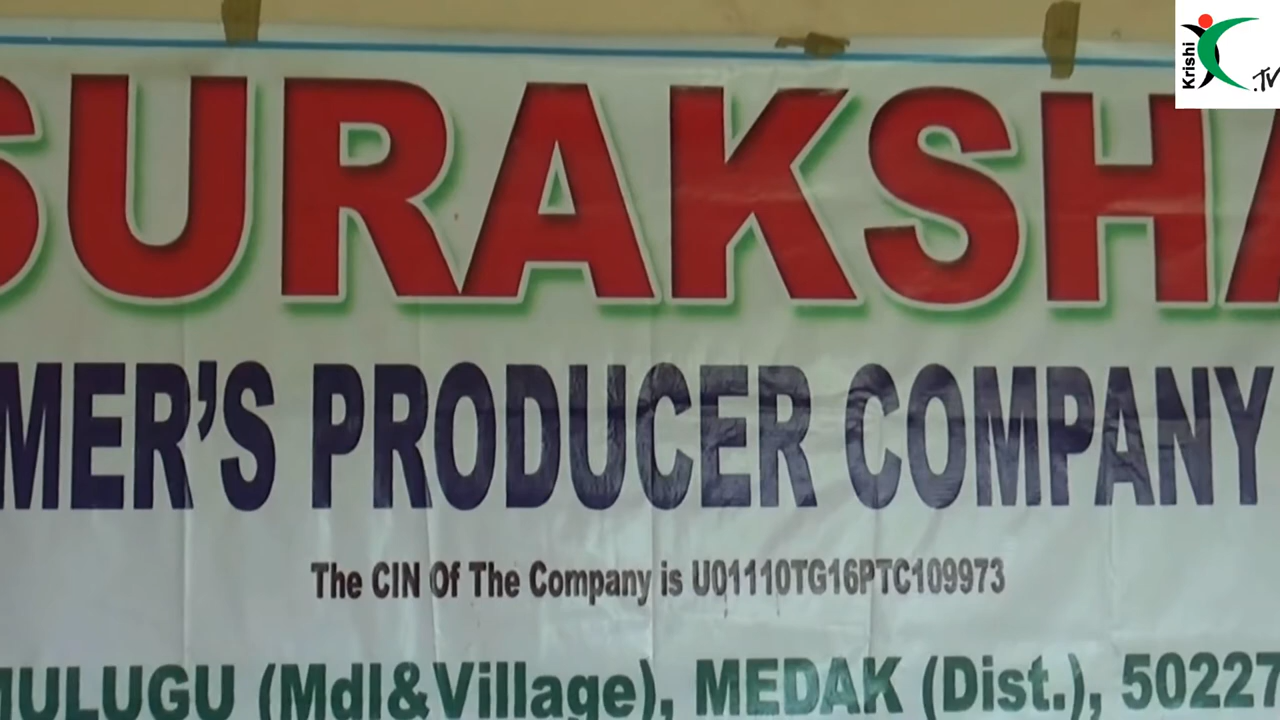 Krishi
.TV
SURAKSHA
MER'S PRODUCER COMPANY
The CIN Of The Company is U01110TG16PTC109973
MULUGU (Mdl&Village), MEDAK (Dist.), 50227